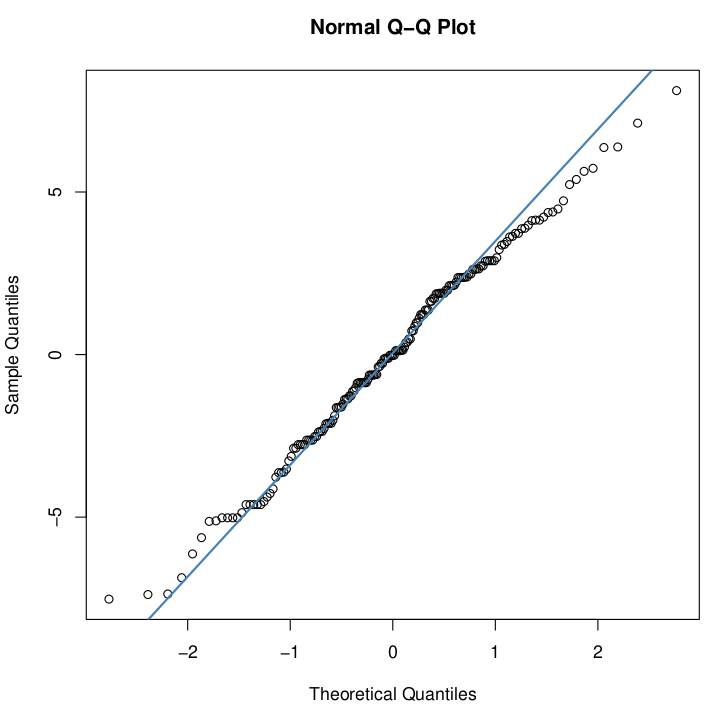 Normal Q−Q Plot
Sample Quantiles
5
0
−5
−2 −1 0 1 2
Theoretical Quantiles